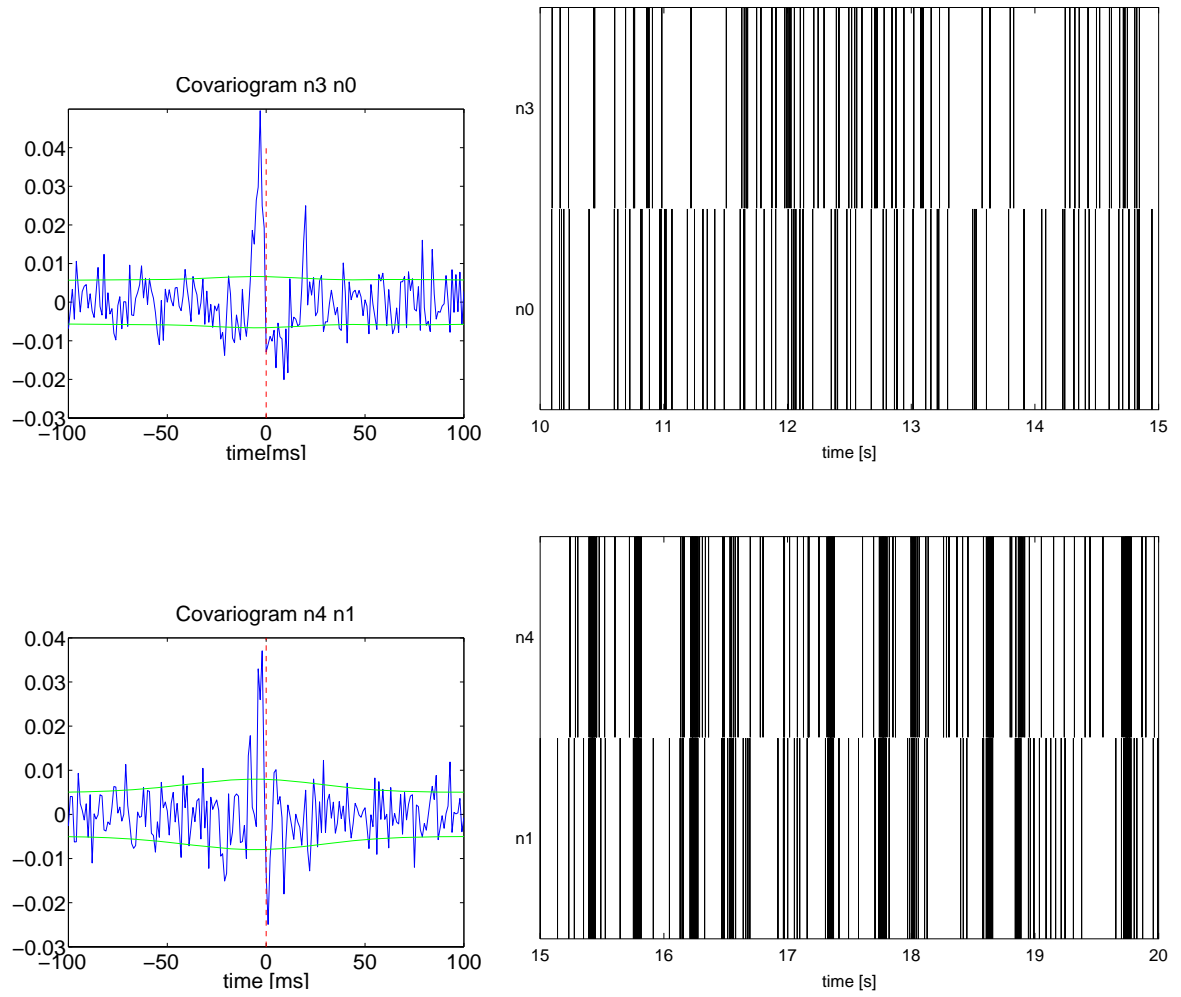 Covariogram n3 n0
0.04
0.03
0.02
0.01
0
−0.01
−0.02
−0.03
−100 −50 0 50 100
time[ms]
n3
n0
10 11 12 13 14 15
time [s]
Covariogram n4 n1
0.04
0.03
0.02
0.01
0
−0.01
−0.02
−0.03
−100 −50 0 50 100
time [ms]
n4
n1
15 16 17 18 19 20
time [s]